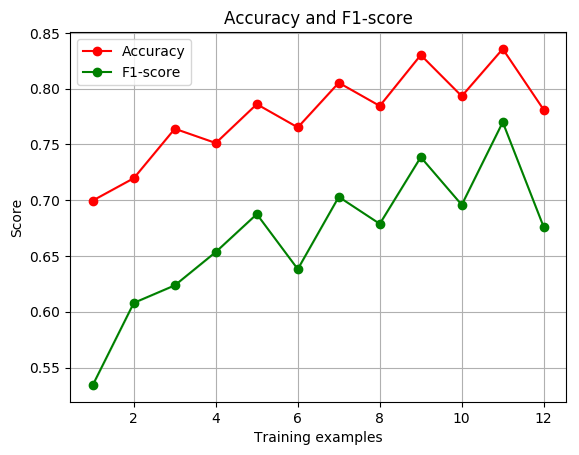 Accuracy and F1-score
Accuracy
F1-score
0.85
0.80
0.75
0.70
0.65
0.60
0.55
Score
2 4 6 8 10 12
Training examples